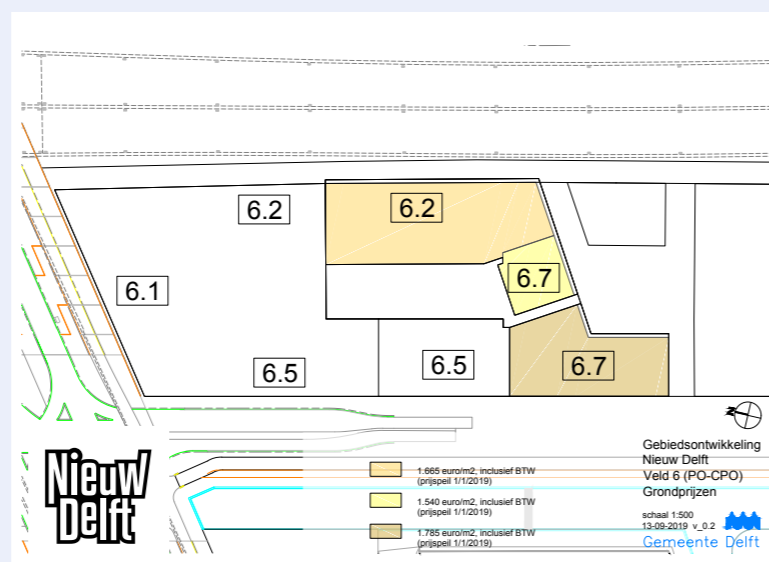 6.2
6.2
6.7
6.1
6.5
6.5
6.7
Nieuw
Delft
1.665 euro/m2, inclusief BTW
(prijspeil 1/1/2019)
1.540 euro/m2, inclusief BTW
(prijspeil 1/1/2019)
1.785 euro/m2, inclusief BTW
(prijspeil 1/1/2019)
Gebiedsontwikkeling
Nieuw Delft
Veld 6 (PO-CPO)
Grondprijzen
schaal 1:500
13-09-2019 v_0.2
Gemeente Delft